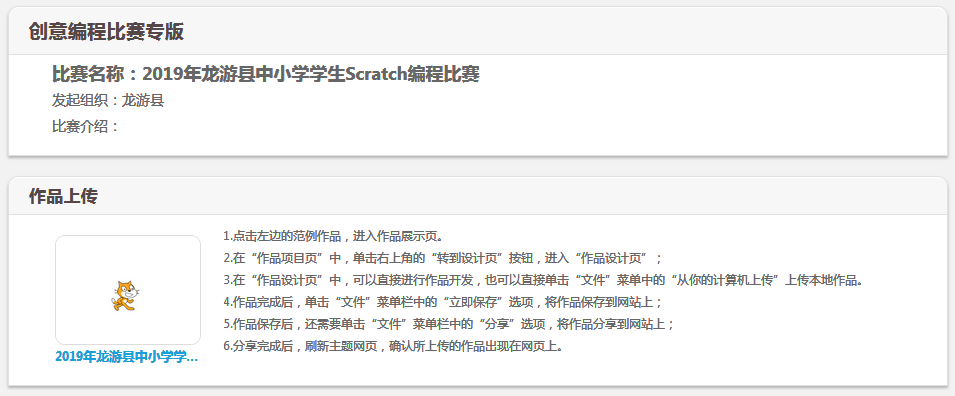 创意编程比赛专版
比赛名称：2019年龙游县中小学学生Scratch编程比赛
发起组织：龙游县
比赛介绍：
作品上传
1.点击左边的范例作品，进入作品展示页。
2.在“作品项目页”中，单击右上角的“转到设计页”按钮，进入“作品设计页”；
3.在“作品设计页”中，可以直接进行作品开发，也可以直接单击“文件”菜单中的“从你的计算机上传”上传本地作品。
4.作品完成后，单击“文件”菜单栏中的“立即保存”选项，将作品保存到网站上；
5.作品保存后，还需要单击“文件”菜单栏中的“分享”选项，将作品分享到网站上；
6.分享完成后，刷新主题网页，确认所上传的作品出现在网页上。
2019年龙游县中小学学...